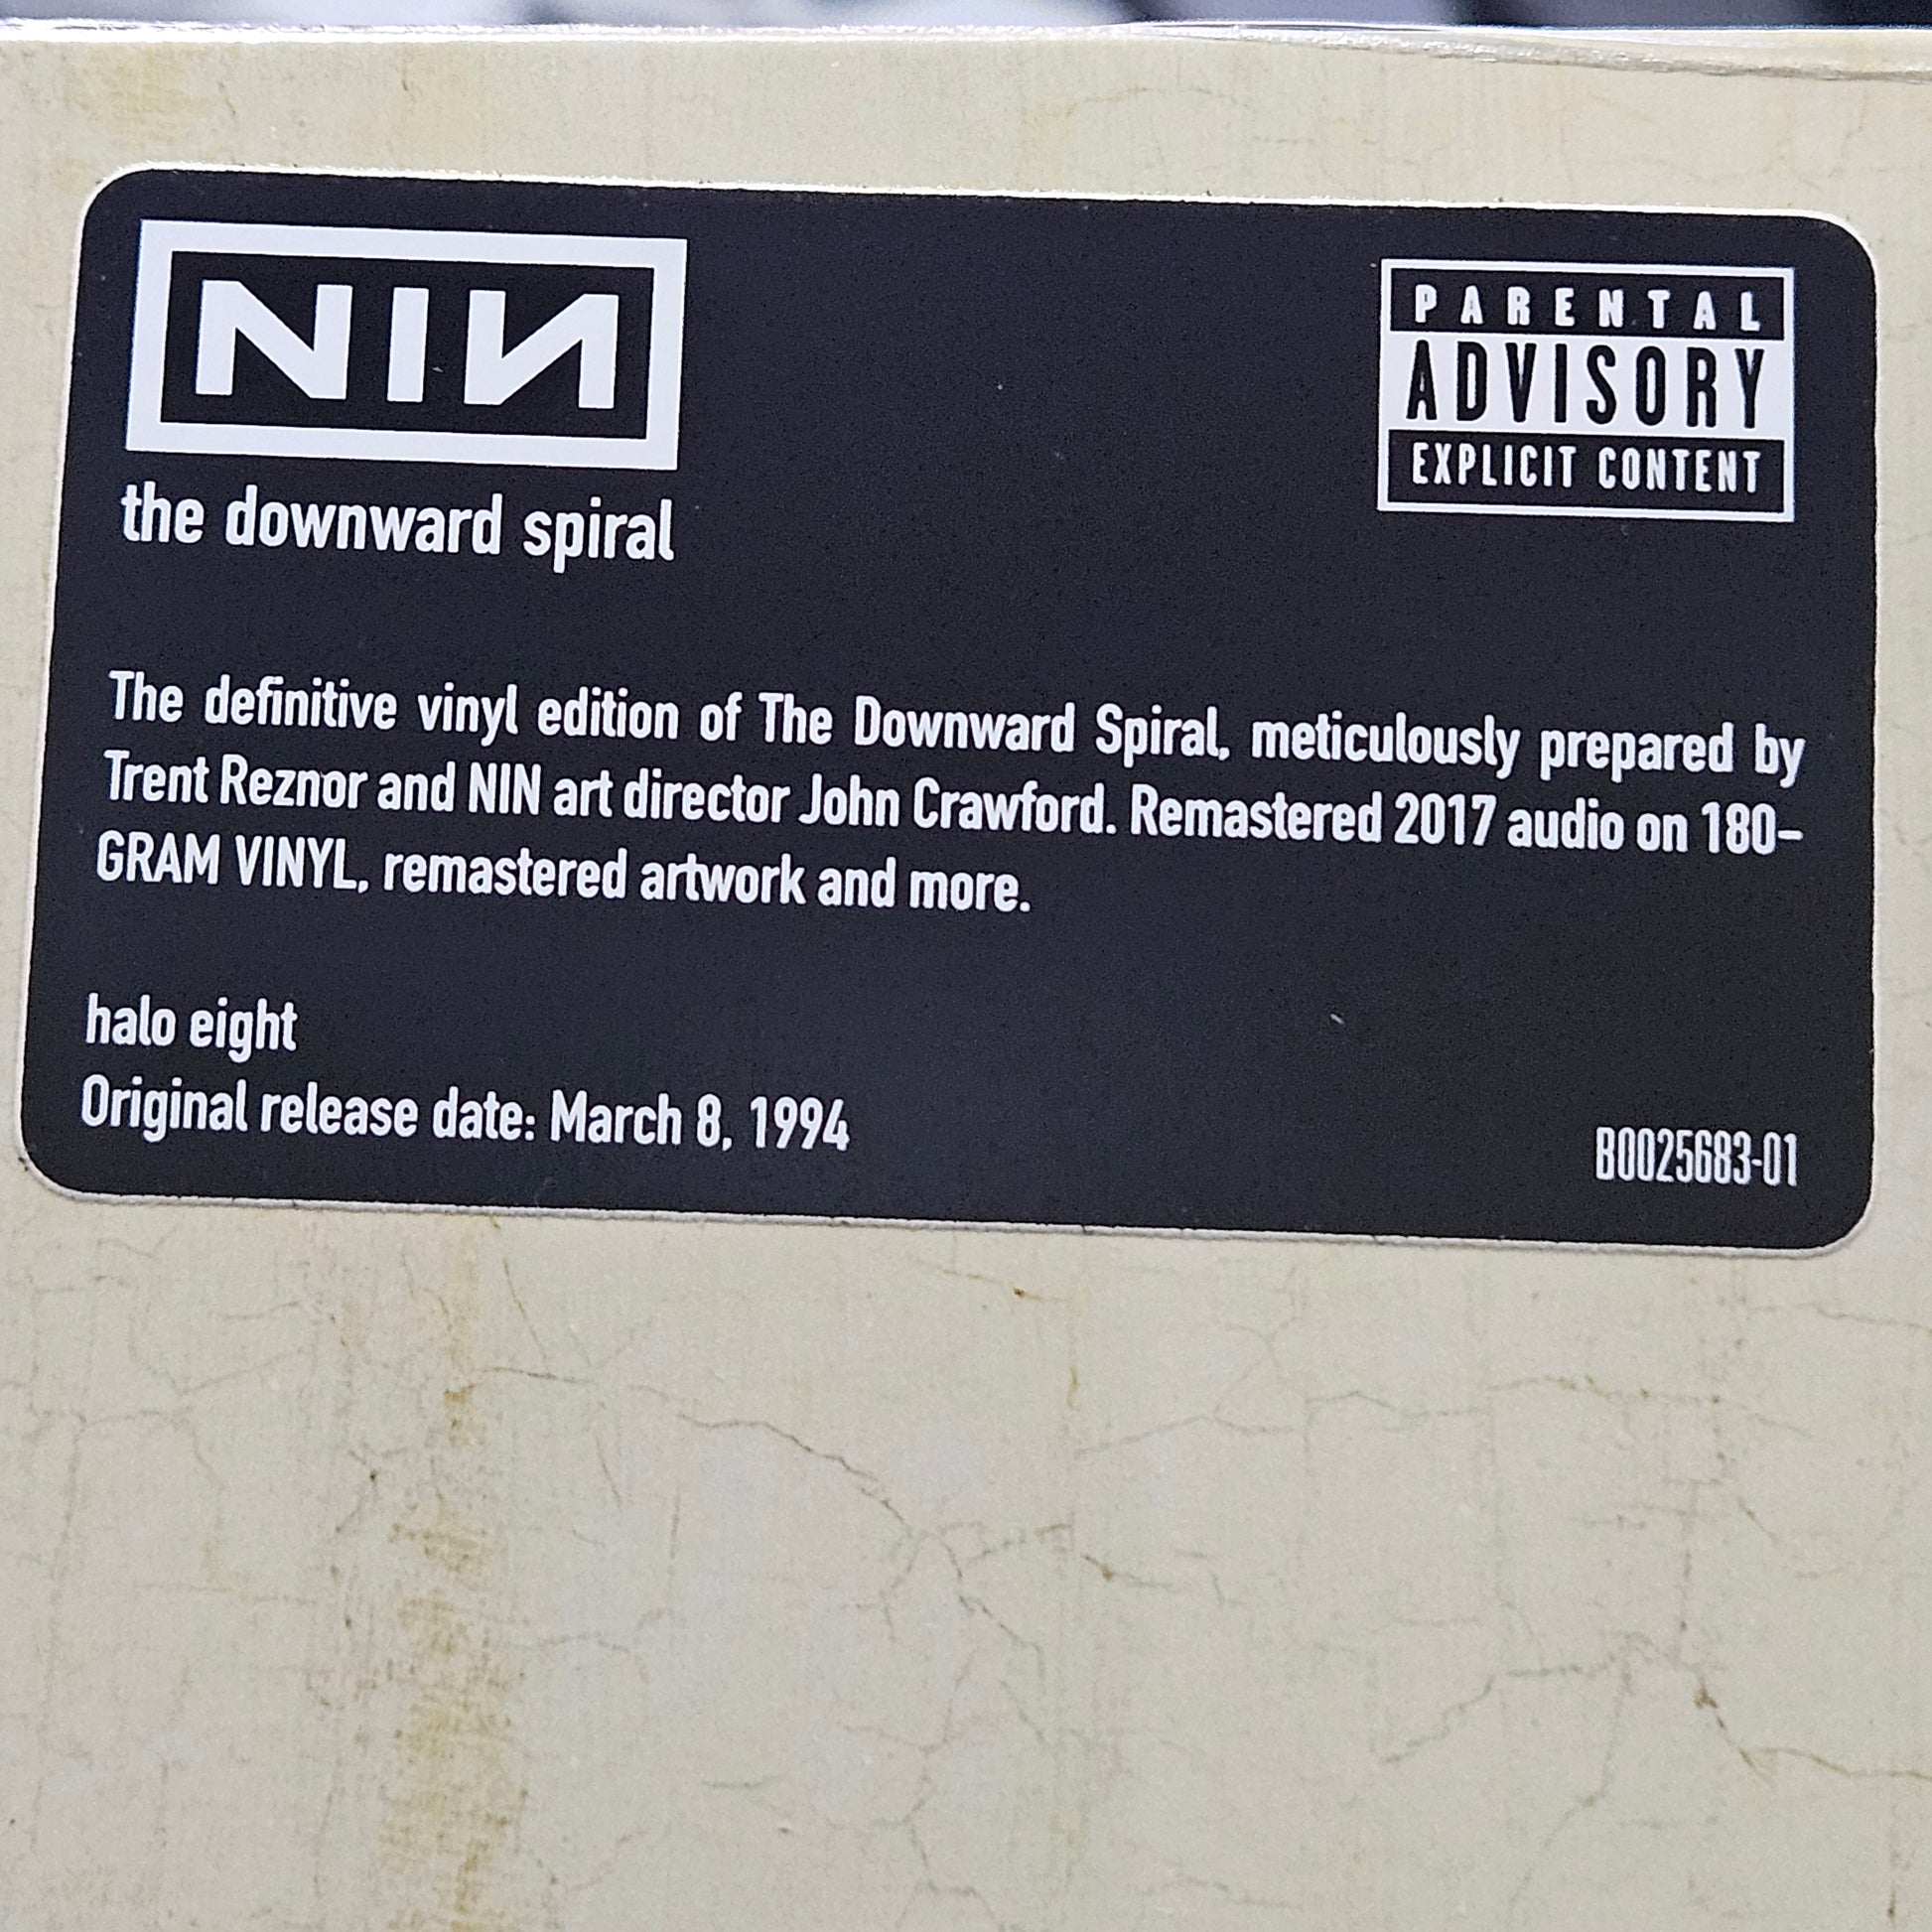 NIN
the downward spiral
PARENTAL
ADVISORY
EXPLICIT CONTENT
The definitive vinyl edition of The Downward Spiral, meticulously prepared by
Trent Reznor and NIN art director John Crawford. Remastered 2017 audio on 180-
GRAM VINYL, remastered artwork and more.
halo eight
Original release date: March 8, 1994
B0025683-01